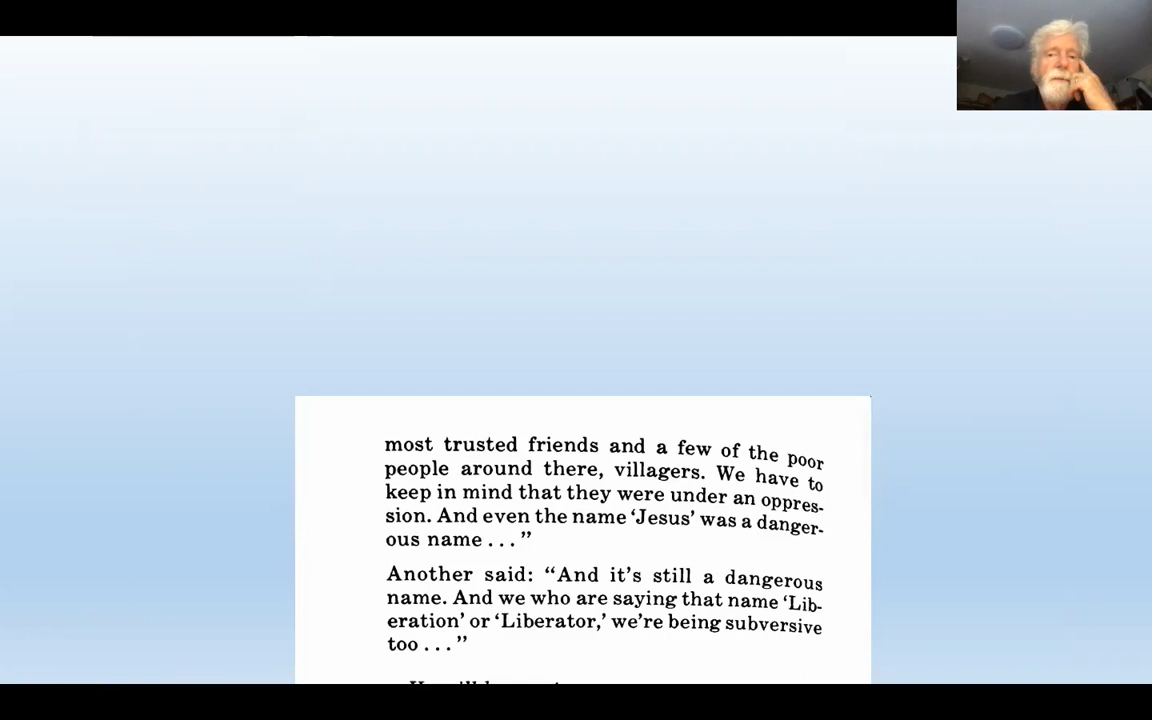 most trusted friends and a few of the poor
people around there, villagers. We have to
keep in mind that they were under an oppres-
sion. And even the name ‘Jesus’ was a danger-
ous name . . . ”
Another said: “And it’s still a dangerous
name. And we who are saying that name ‘Lib-
eration’ or ‘Liberator,’ we’re being subversive
too . . . ”